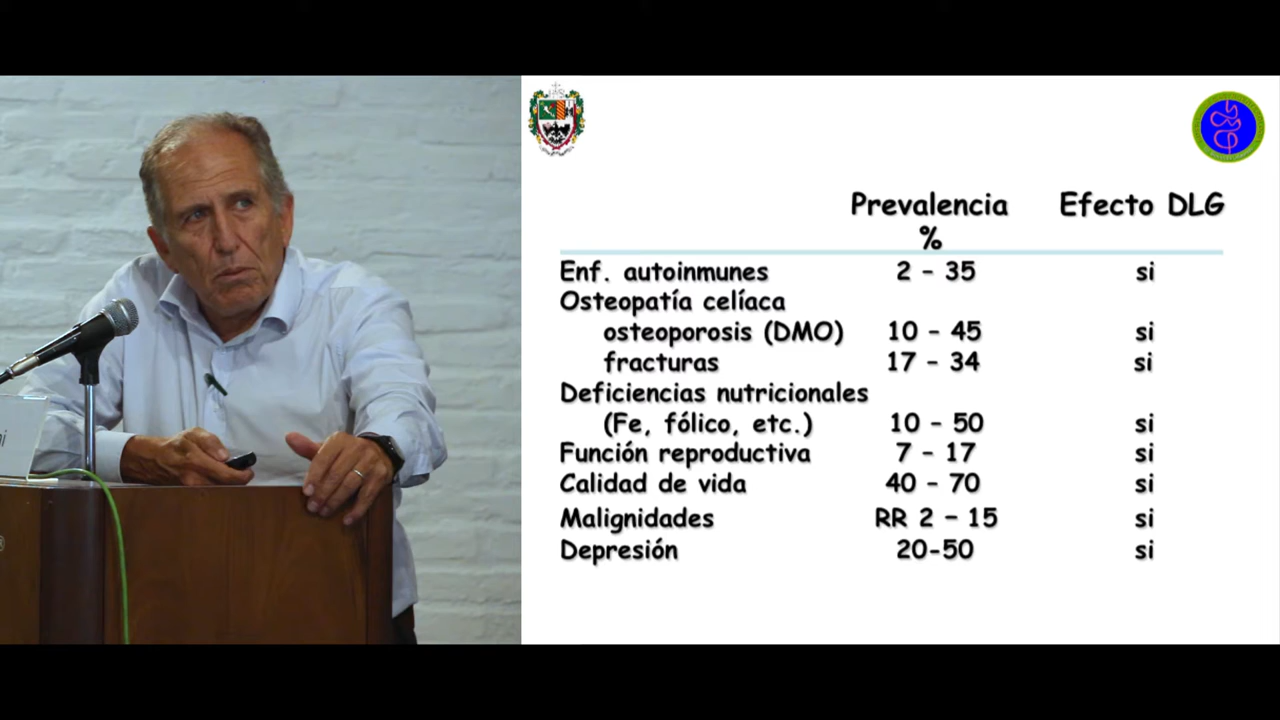 Prevalencia Efecto DLG
%
Enf. autoinmunes 2 - 35 si
Osteopatía celíaca
osteoporosis (DMO) 10 - 45 si
fracturas 17 - 34 si
Deficiencias nutricionales
(Fe, fólico, etc.) 10 - 50 si
Función reproductiva 7 - 17 si
Calidad de vida 40 - 70 si
Malignidades RR 2 – 15 si
Depresión 20-50 si